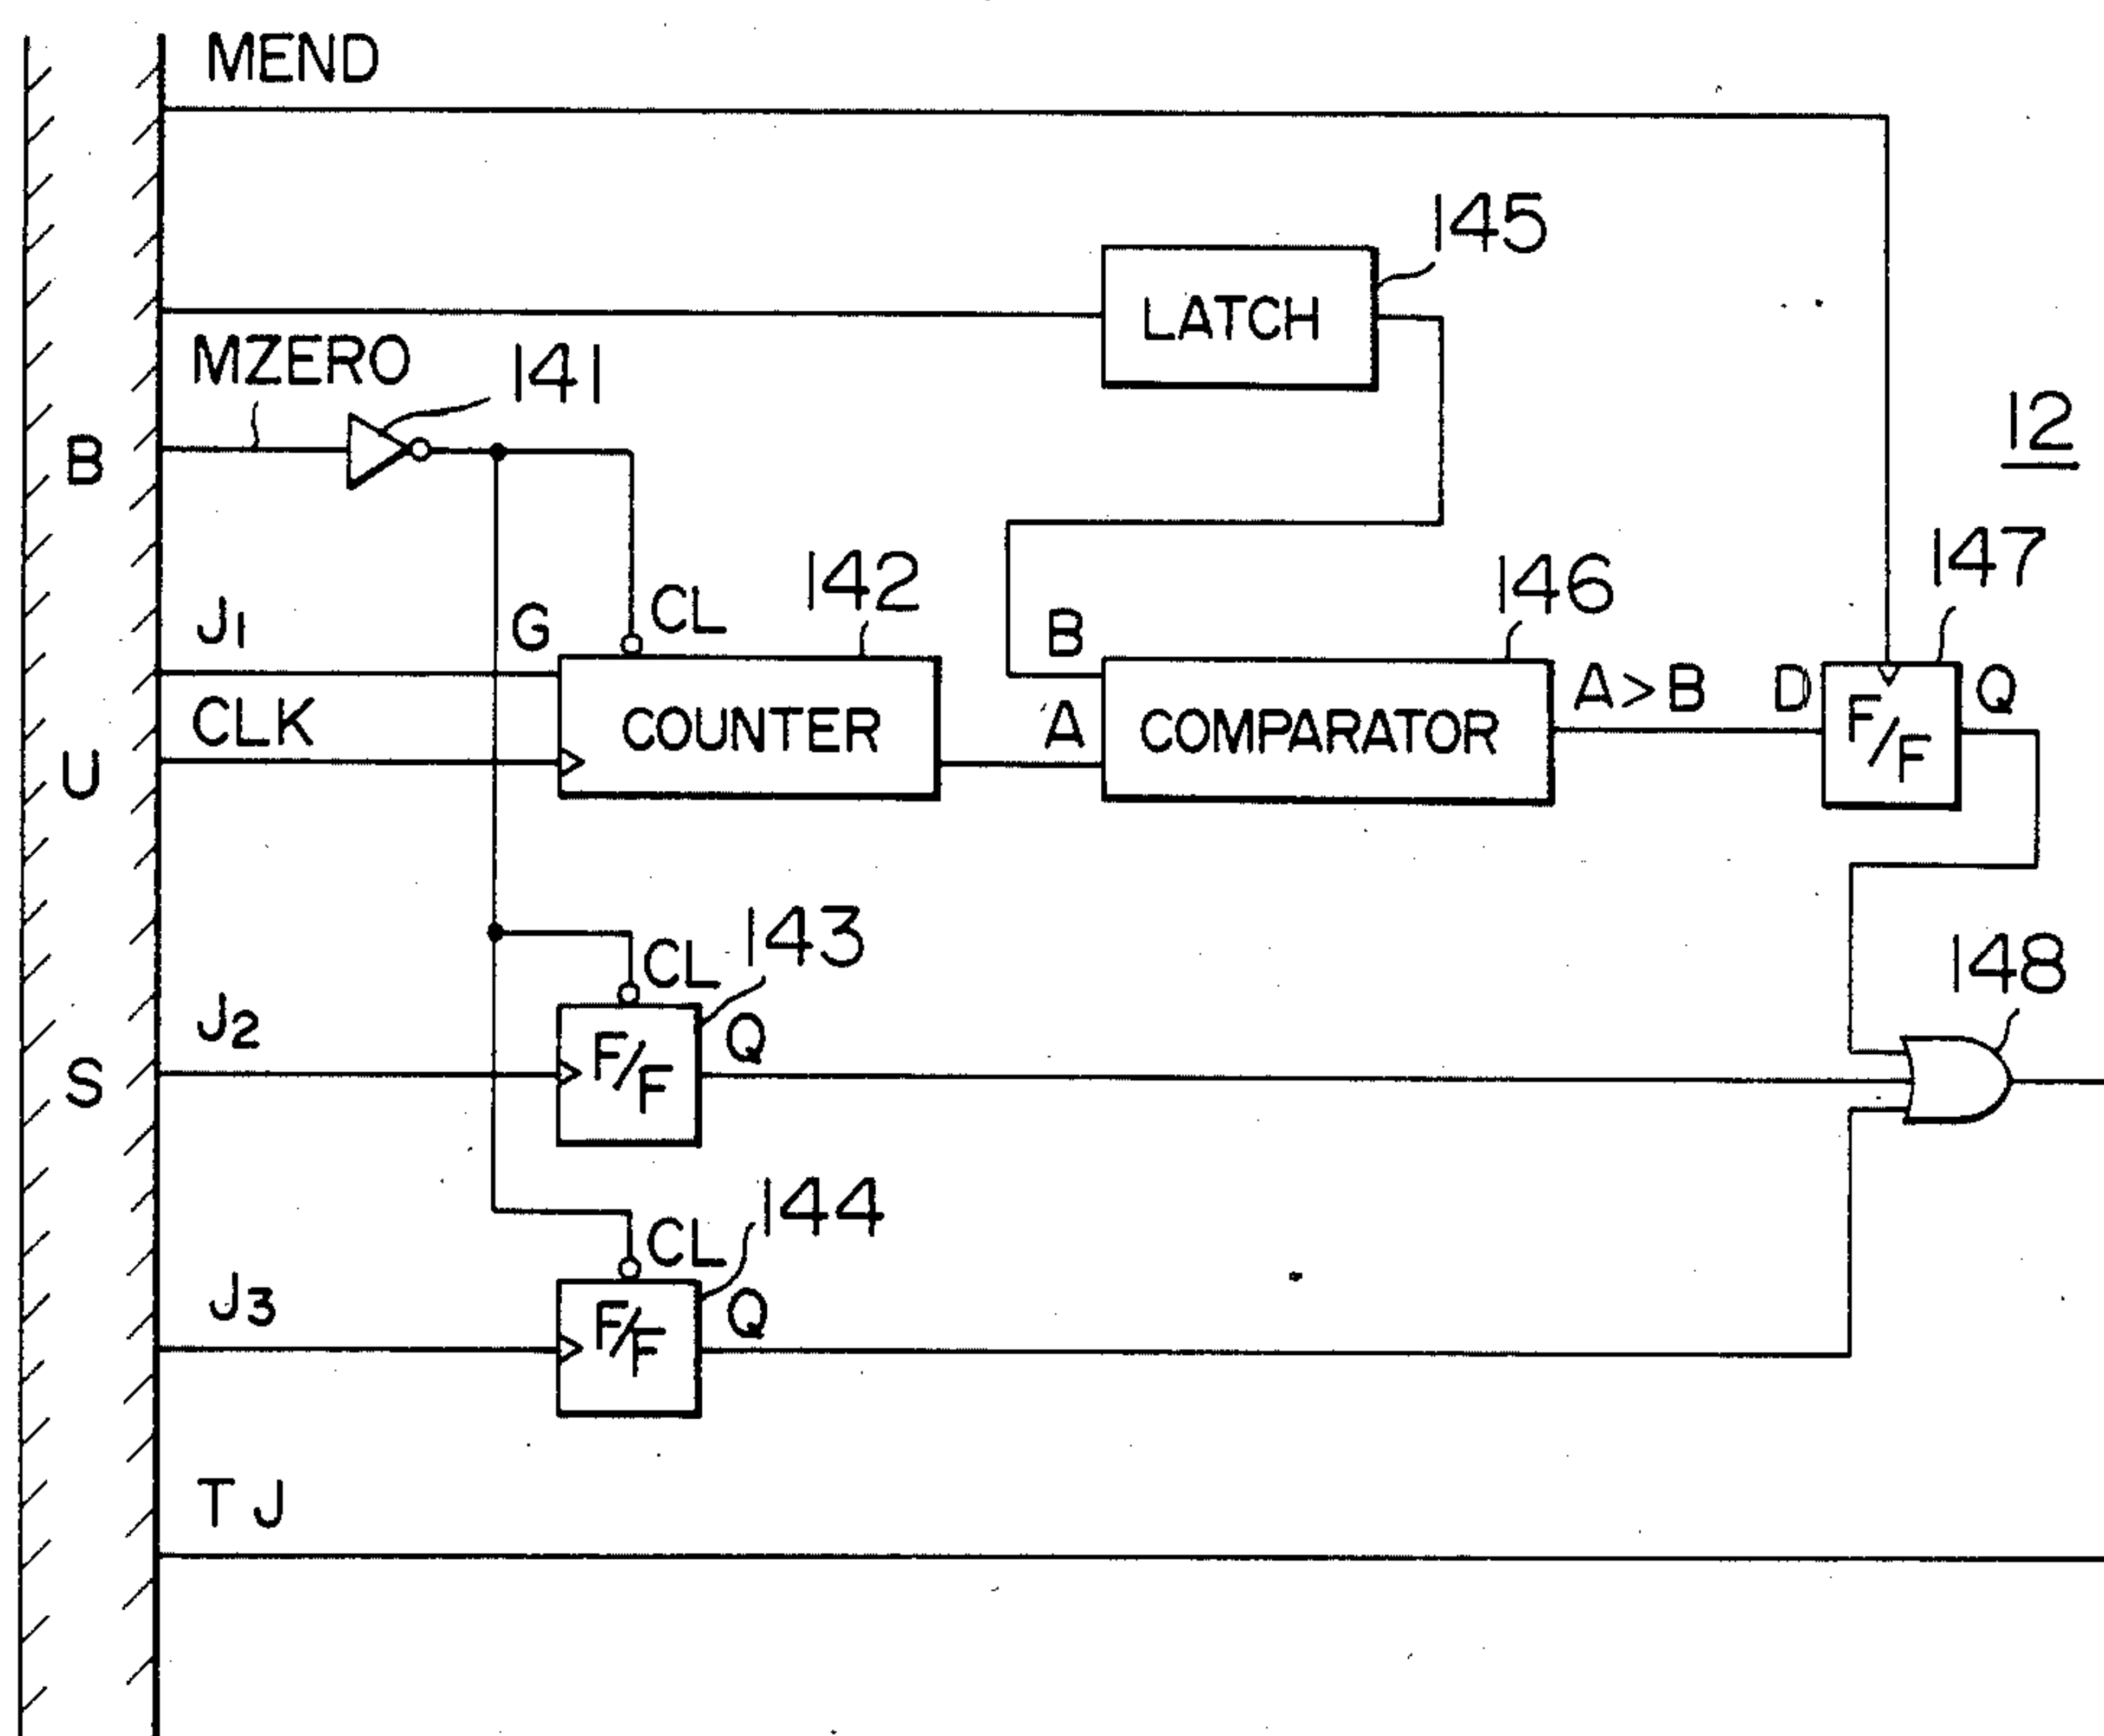 MEND
145
LATCH
MZERO
141
12
B
147
142
146
J1
G
CL
B
A>B
D
Q
CLK
COUNTER
A
COMPARATOR
F/F
U
143
CL
148
J2
F/F
Q
S
144
CL
J3
F/F
Q
TJ